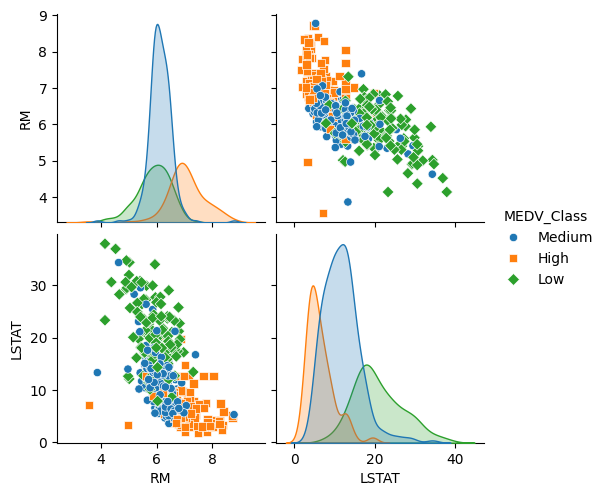 9
8
7
6
5
4
RM
MEDV_Class
Medium
High
Low
30
20
10
0
LSTAT
4 6 8
0 20 40
RM
LSTAT